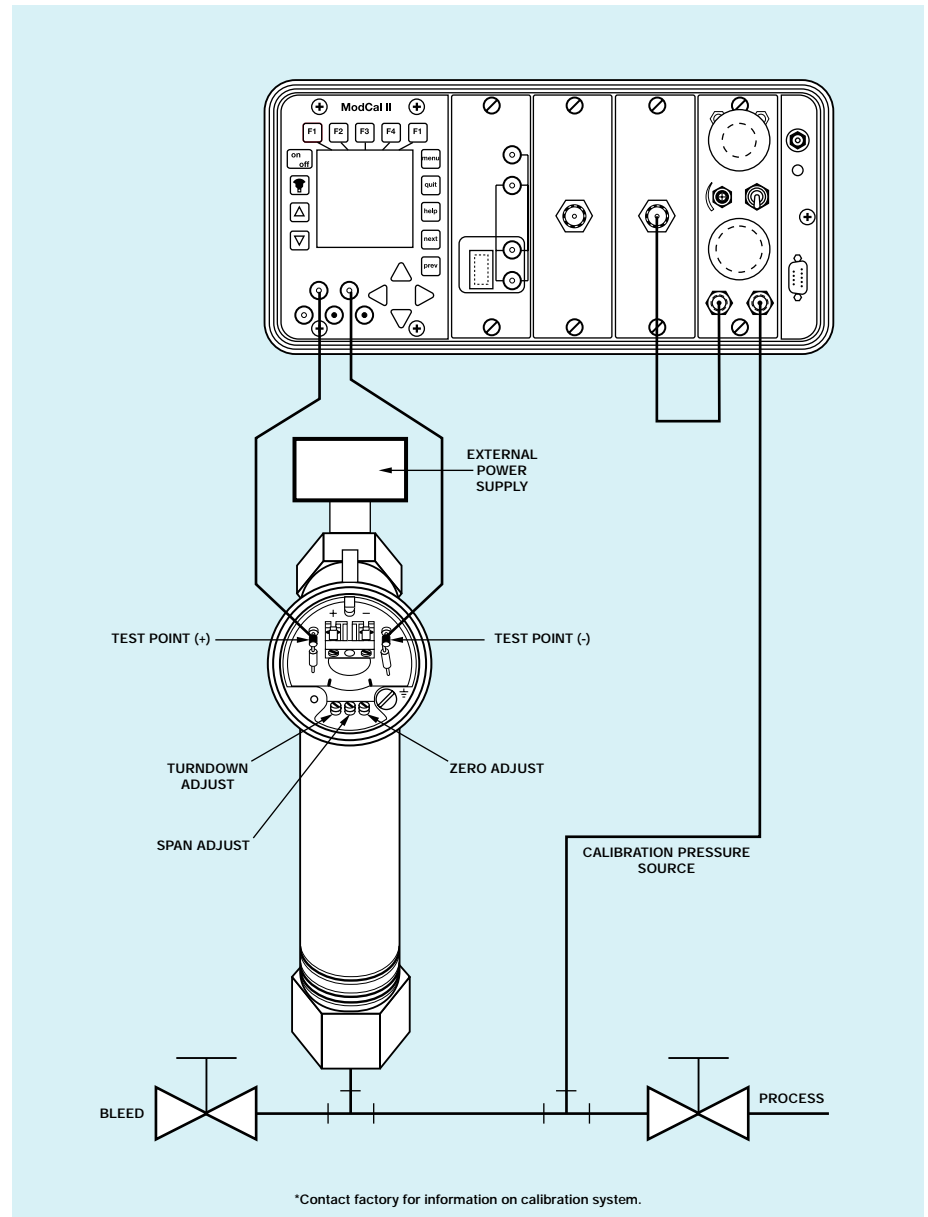 ModCal II
F1 F2 F3 F4 F1
on
off
menu
quit
help
next
prev
EXTERNAL
POWER
SUPPLY
+ −
TEST POINT (+)
TEST POINT (-)
TURNDOWN
ADJUST
ZERO ADJUST
SPAN ADJUST
CALIBRATION PRESSURE
SOURCE
BLEED
PROCESS
*Contact factory for information on calibration system.